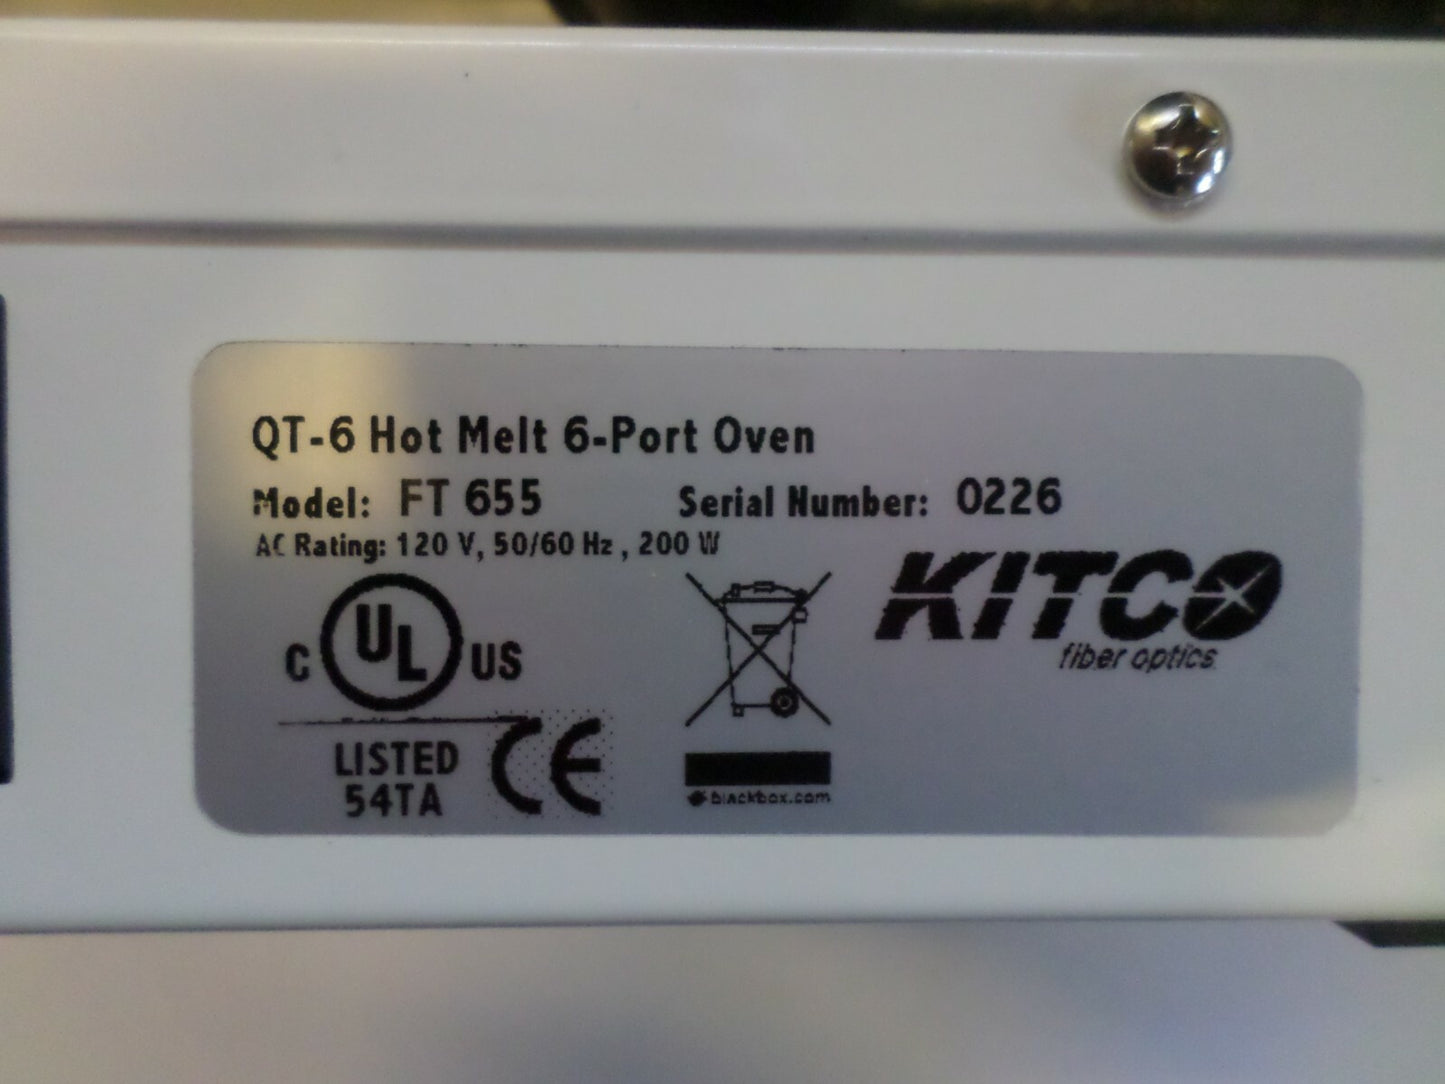 QT-6 Hot Melt 6-Port Oven
Model: FT 655 Serial Number: 0226
AC Rating: 120 V, 50/60 Hz , 200 W
KITCO
fiber optics
C UL US
LISTED
54TA
CE
blackbox.com